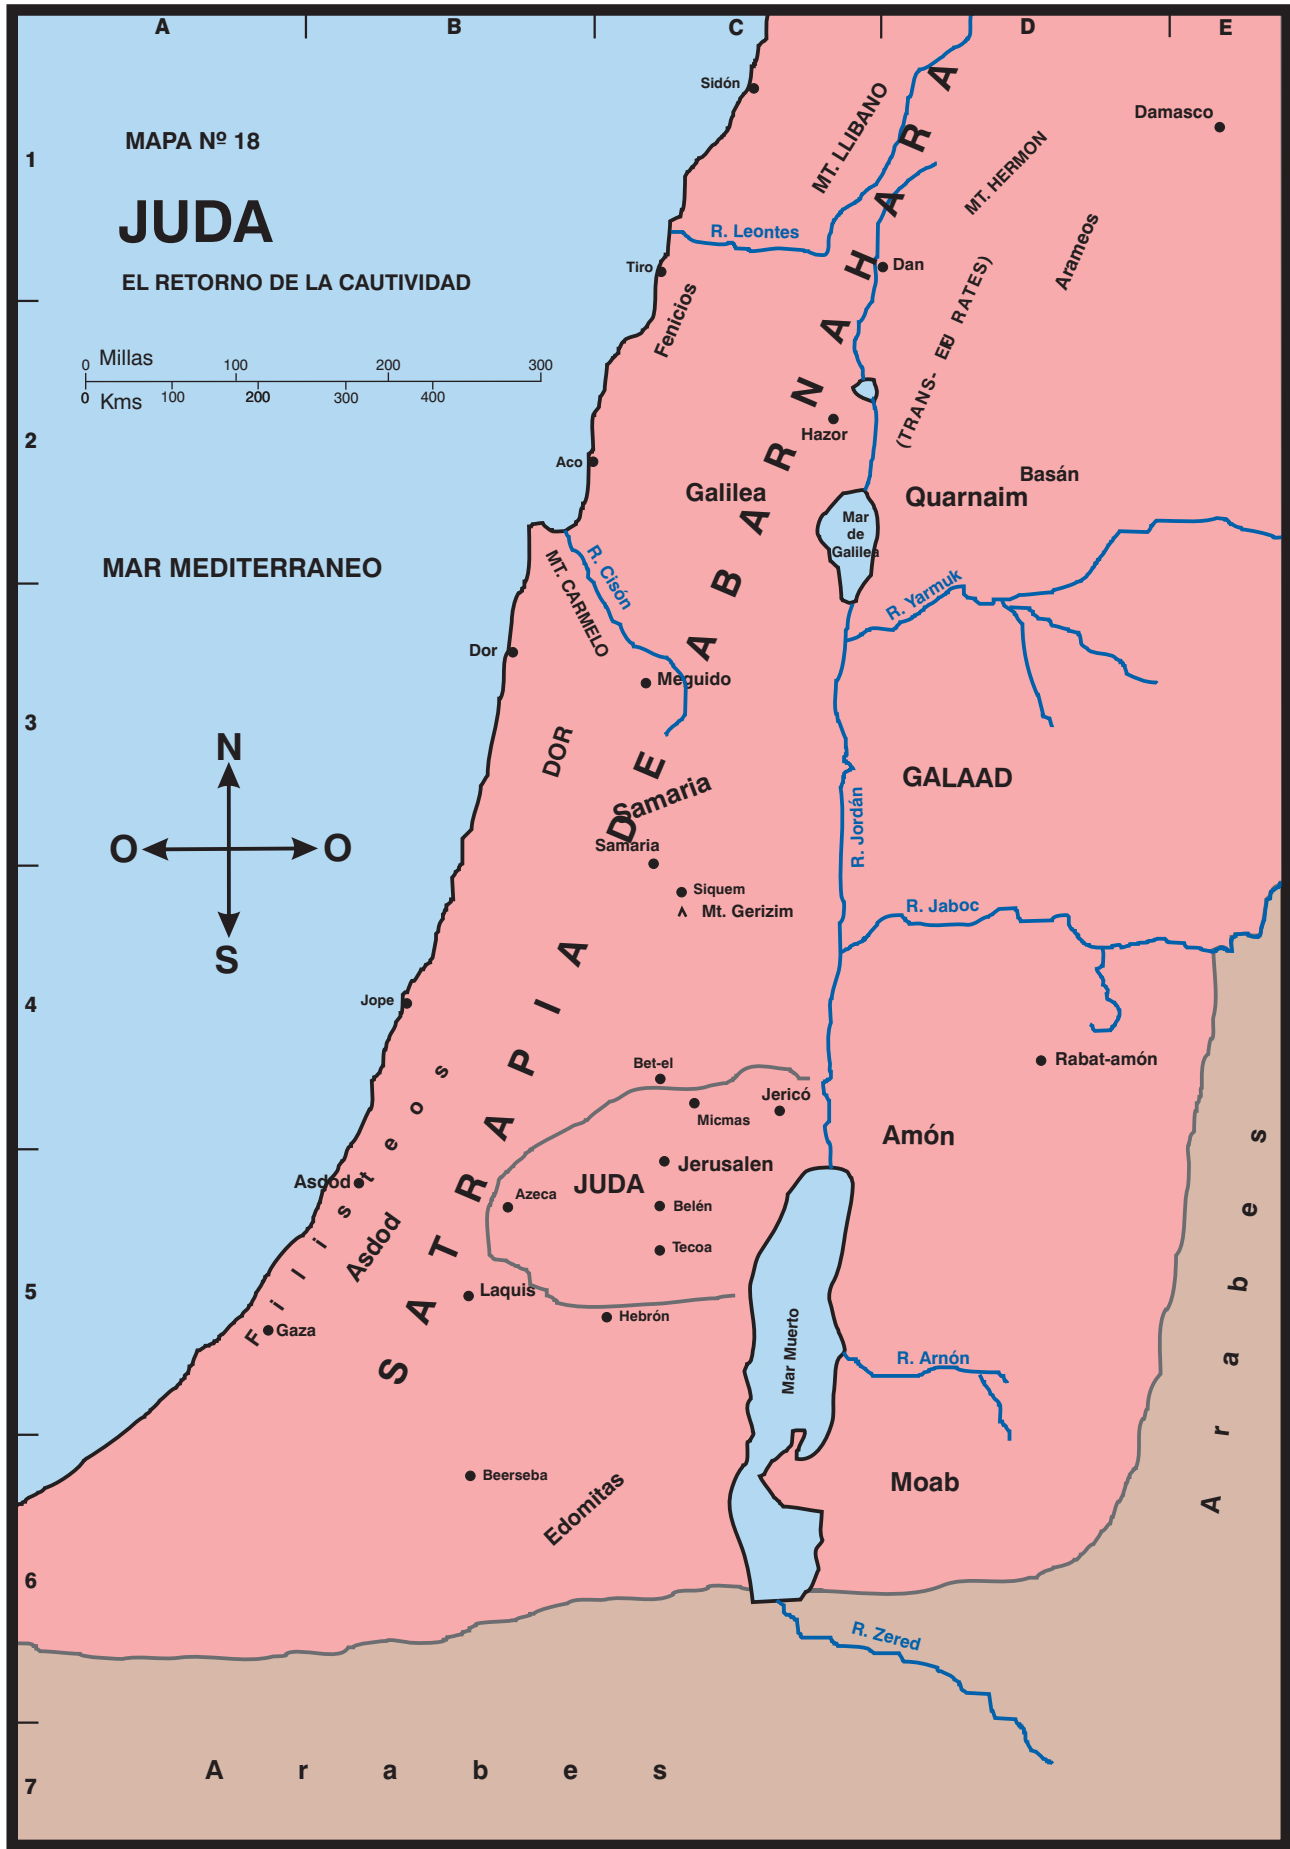 A
B
C
D
E
MAPA Nº 18
JUDA
EL RETORNO DE LA CAUTIVIDAD
0 Millas 100 200 300
0 Kms 100 200 300 400
1
2
3
4
5
6
7
MAR MEDITERRANEO
N
O O
S
Sidón
MT. LLIBANO
Damasco
MT. HERMON
R. Leontes
Arameos
Tiro
Dan
Fenicios
(TRANS- EU RATES)
Hazor
Aco
Galilea
Basán
Quarnaim
Mar
de
Galilea
R. Cisón
MT. CARMELO
R. Yarmuk
Dor
Meguido
DOR
GALAAD
Samaria
R. Jordán
Samaria
Siquem
^ Mt. Gerizim
R. Jaboc
Jope
SATRAPIA DE ABARNAHARA
Rabat-amón
Bet-el
Jericó
Micmas
Amón
Jerusalen
JUDA
Asdod
Azeca
Belén
Filisteos
Asdod
Tecoa
Laquis
Hebrón
Gaza
Mar Muerto
R. Arnón
Beerseba
Edomitas
Moab
Arabes
R. Zered
A r a b e s